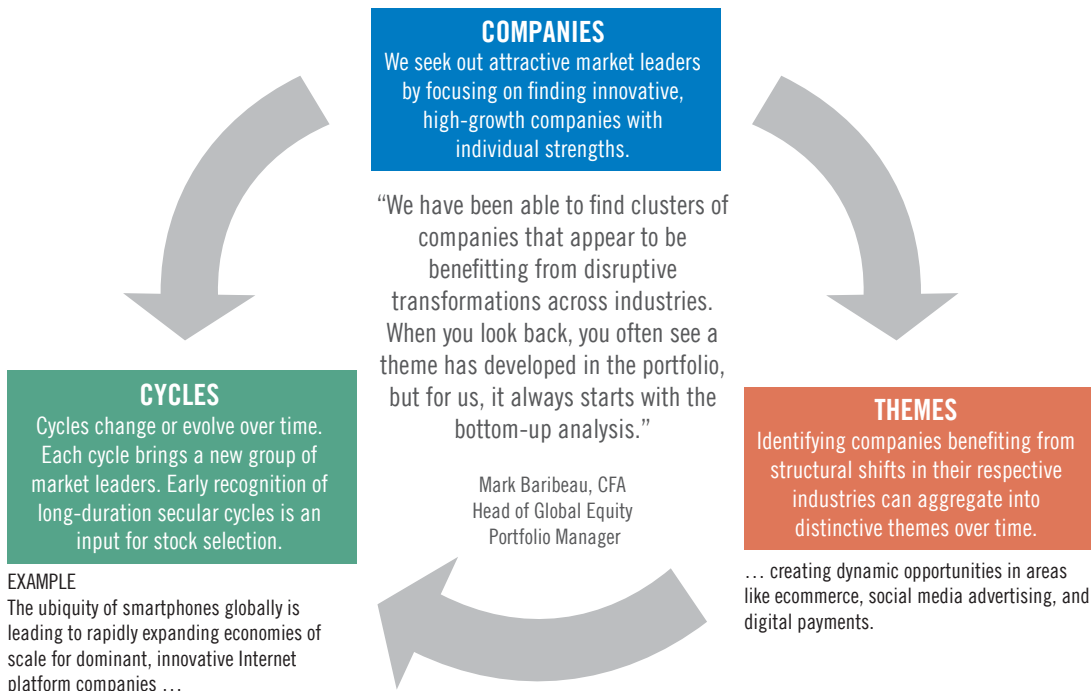 COMPANIES
We seek out attractive market leaders
by focusing on finding innovative,
high-growth companies with
individual strengths.
“We have been able to find clusters of
companies that appear to be
benefitting from disruptive
transformations across industries.
When you look back, you often see a
theme has developed in the portfolio,
but for us, it always starts with the
bottom-up analysis.”
Mark Baribeau, CFA
Head of Global Equity
Portfolio Manager
CYCLES
Cycles change or evolve over time.
Each cycle brings a new group of
market leaders. Early recognition of
long-duration secular cycles is an
input for stock selection.
EXAMPLE
The ubiquity of smartphones globally is
leading to rapidly expanding economies of
scale for dominant, innovative Internet
platform companies …
THEMES
Identifying companies benefiting from
structural shifts in their respective
industries can aggregate into
distinctive themes over time.
… creating dynamic opportunities in areas
like ecommerce, social media advertising, and
digital payments.